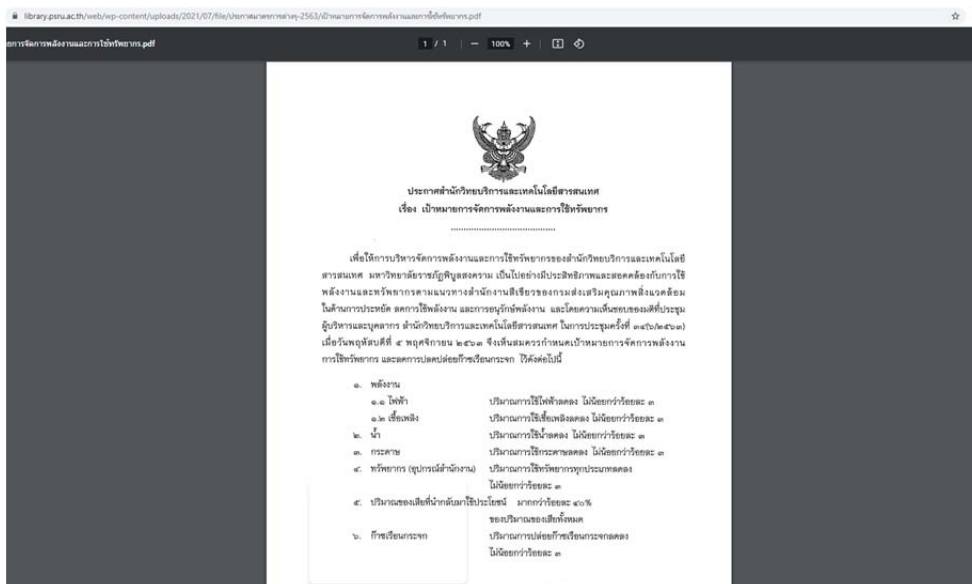 library.psru.ac.th/web/wp-content/uploads/2021/07/file/ประกาศมาตรการต่างๆ-2563/เป้าหมายการจัดการพลังงานและการใช้ทรัพยากร.pdf
ยการจัดการพลังงานและการใช้ทรัพยากร.pdf
1 / 1
100%
ประกาศสำนักวิทยบริการและเทคโนโลยีสารสนเทศ
เรื่อง เป้าหมายการจัดการพลังงานและการใช้ทรัพยากร
เพื่อให้การบริหารจัดการพลังงานและการใช้ทรัพยากรของสำนักวิทยบริการและเทคโนโลยี
สารสนเทศ มหาวิทยาลัยราชภัฏพิบูลสงคราม เป็นไปอย่างมีประสิทธิภาพและสอดคล้องกับการใช้
พลังงานและทรัพยากรตามแนวทางสำนักงานสีเขียวของกรมส่งเสริมคุณภาพสิ่งแวดล้อม
ในด้านการประหยัด ลดการใช้พลังงาน และการอนุรักษ์พลังงาน และโดยความเห็นชอบของมติที่ประชุม
ผู้บริหารและบุคลากร สำนักวิทยบริการและเทคโนโลยีสารสนเทศ ในการประชุมครั้งที่
เมื่อวันพฤหัสบดีที่ ๕ พฤศจิกายน ๒๕๖๓ จึงเห็นสมควรกำหนดเป้าหมายการจัดการพลังงาน
การใช้ทรัพยากร และลดการปลดปล่อยก๊าซเรือนกระจก ไว้ดังต่อไปนี้
๑. พลังงาน
๑.๑ ไฟฟ้า ปริมาณการใช้ไฟฟ้าลดลง ไม่น้อยกว่าร้อยละ ๓
๑.๒ เชื้อเพลิง ปริมาณการใช้เชื้อเพลิงลดลง ไม่น้อยกว่าร้อยละ ๓
๒. น้ำ ปริมาณการใช้น้ำลดลง ไม่น้อยกว่าร้อยละ ๓
๓. กระดาษ ปริมาณการใช้กระดาษลดลง ไม่น้อยกว่าร้อยละ ๓
๔. ทรัพยากร (อุปกรณ์สำนักงาน) ปริมาณการใช้ทรัพยากรทุกประเภทลดลง
ไม่น้อยกว่าร้อยละ ๓
๕. ปริมาณของเสียที่นำกลับมาใช้ประโยชน์ มากกว่าร้อยละ ๔๐%
ของปริมาณของเสียทั้งหมด
๖. ก๊าซเรือนกระจก ปริมาณการปล่อยก๊าซเรือนกระจกลดลง
ไม่น้อยกว่าร้อยละ ๓